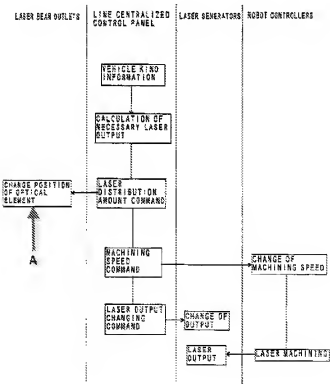 LASER BEAR OUTLETS
LINE CENTRALIZED
CONTROL PANEL
LASER GENERATORS
ROBOT CONTROLLERS
VEHICLE KIND
INFORMATION
CALCULATION OF
NECESSARY LASER
OUTPUT
CHANGE POSITION
OF OPTICAL
ELEMENT
LASER
DISTRIBUTION
AMOUNT COMMAND
A
MACHINING
SPEED
COMMAND
CHANGE OF
MACHINING SPEED
LASER OUTPUT
CHANGING
COMMAND
CHANGE OF
OUTPUT
LASER
OUTPUT
LASER MACHINING